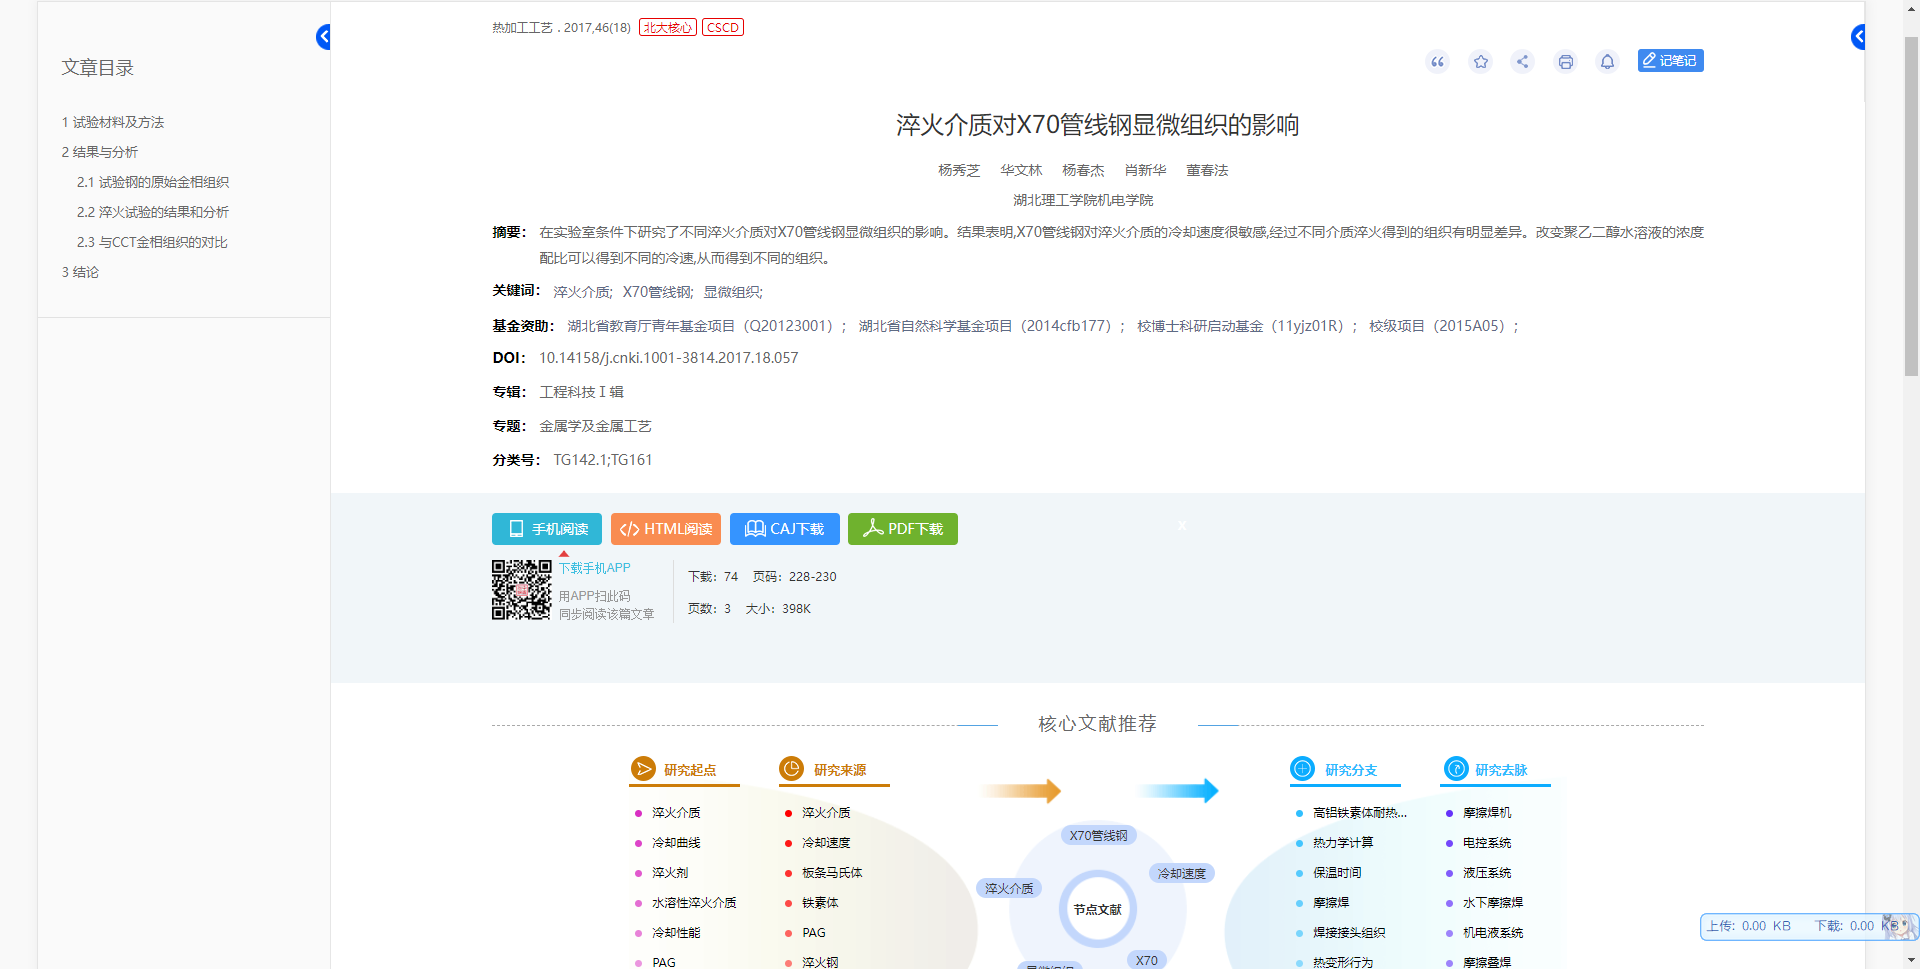 文章目录
1 试验材料及方法
2 结果与分析
2.1 试验钢的原始金相组织
2.2 淬火试验的结果和分析
2.3 与CCT金相组织的对比
3 结论
热加工工艺 . 2017,46(18) 北大核心 CSCD
记笔记
淬火介质对X70管线钢显微组织的影响
杨秀芝 华文林 杨春杰 肖新华 董春法
湖北理工学院机电学院
摘要： 在实验室条件下研究了不同淬火介质对X70管线钢显微组织的影响。结果表明,X70管线钢对淬火介质的冷却速度很敏感,经过不同介质淬火得到的组织有明显差异。改变聚乙二醇水溶液的浓度
配比可以得到不同的冷速,从而得到不同的组织。
关键词： 淬火介质; X70管线钢; 显微组织;
基金资助： 湖北省教育厅青年基金项目（Q20123001）； 湖北省自然科学基金项目（2014cfb177）； 校博士科研启动基金（11yjz01R）； 校级项目（2015A05）；
DOI： 10.14158/j.cnki.1001-3814.2017.18.057
专辑： 工程科技Ⅰ辑
专题： 金属学及金属工艺
分类号： TG142.1;TG161
手机阅读 HTML阅读 CAJ下载 PDF下载
x
下载手机APP
用APP扫此码
同步阅读该篇文章
下载：74 页码：228-230
页数：3 大小：398K
核心文献推荐
研究起点
淬火介质
冷却曲线
淬火剂
水溶性淬火介质
冷却性能
PAG
研究来源
淬火介质
冷却速度
板条马氏体
铁素体
PAG
淬火钢
X70管线钢
冷却速度
淬火介质
节点文献
X70
显微组织
研究分支
高铝铁素体耐热...
热力学计算
保温时间
摩擦焊
焊接接头组织
热变形行为
研究去脉
摩擦焊机
电控系统
液压系统
水下摩擦焊
机电液系统
摩擦叠焊
上传: 0.00 KB 下载: 0.00 KB